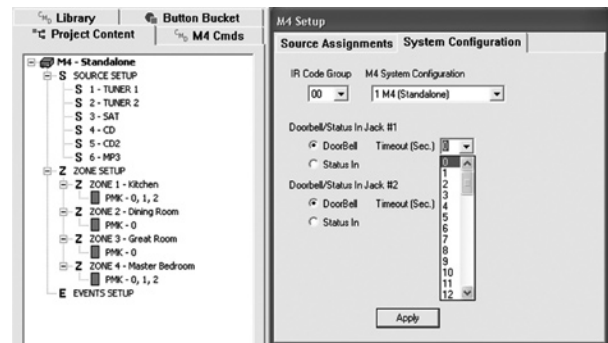 Library
Button Bucket
Project Content
M4 Cmds
M4 - Standalone
S SOURCE SETUP
S 1 - TUNER 1
S 2 - TUNER 2
S 3 - SAT
S 4 - CD
S 5 - CD2
S 6 - MP3
Z ZONE SETUP
Z ZONE 1 - Kitchen
PMK - 0, 1, 2
Z ZONE 2 - Dining Room
PMK - 0
Z ZONE 3 - Great Room
PMK - 0
Z ZONE 4 - Master Bedroom
PMK - 0, 1, 2
E EVENTS SETUP
M4 Setup
Source Assignments System Configuration
IR Code Group M4 System Configuration
00 1 M4 (Standalone)
Doorbell/Status In Jack #1
DoorBell Timeout (Sec.) 0
Status In
Doorbell/Status In Jack #2
DoorBell Timeout (Sec.)
Status In
0
1
2
3
4
5
6
7
8
9
10
11
12
Apply